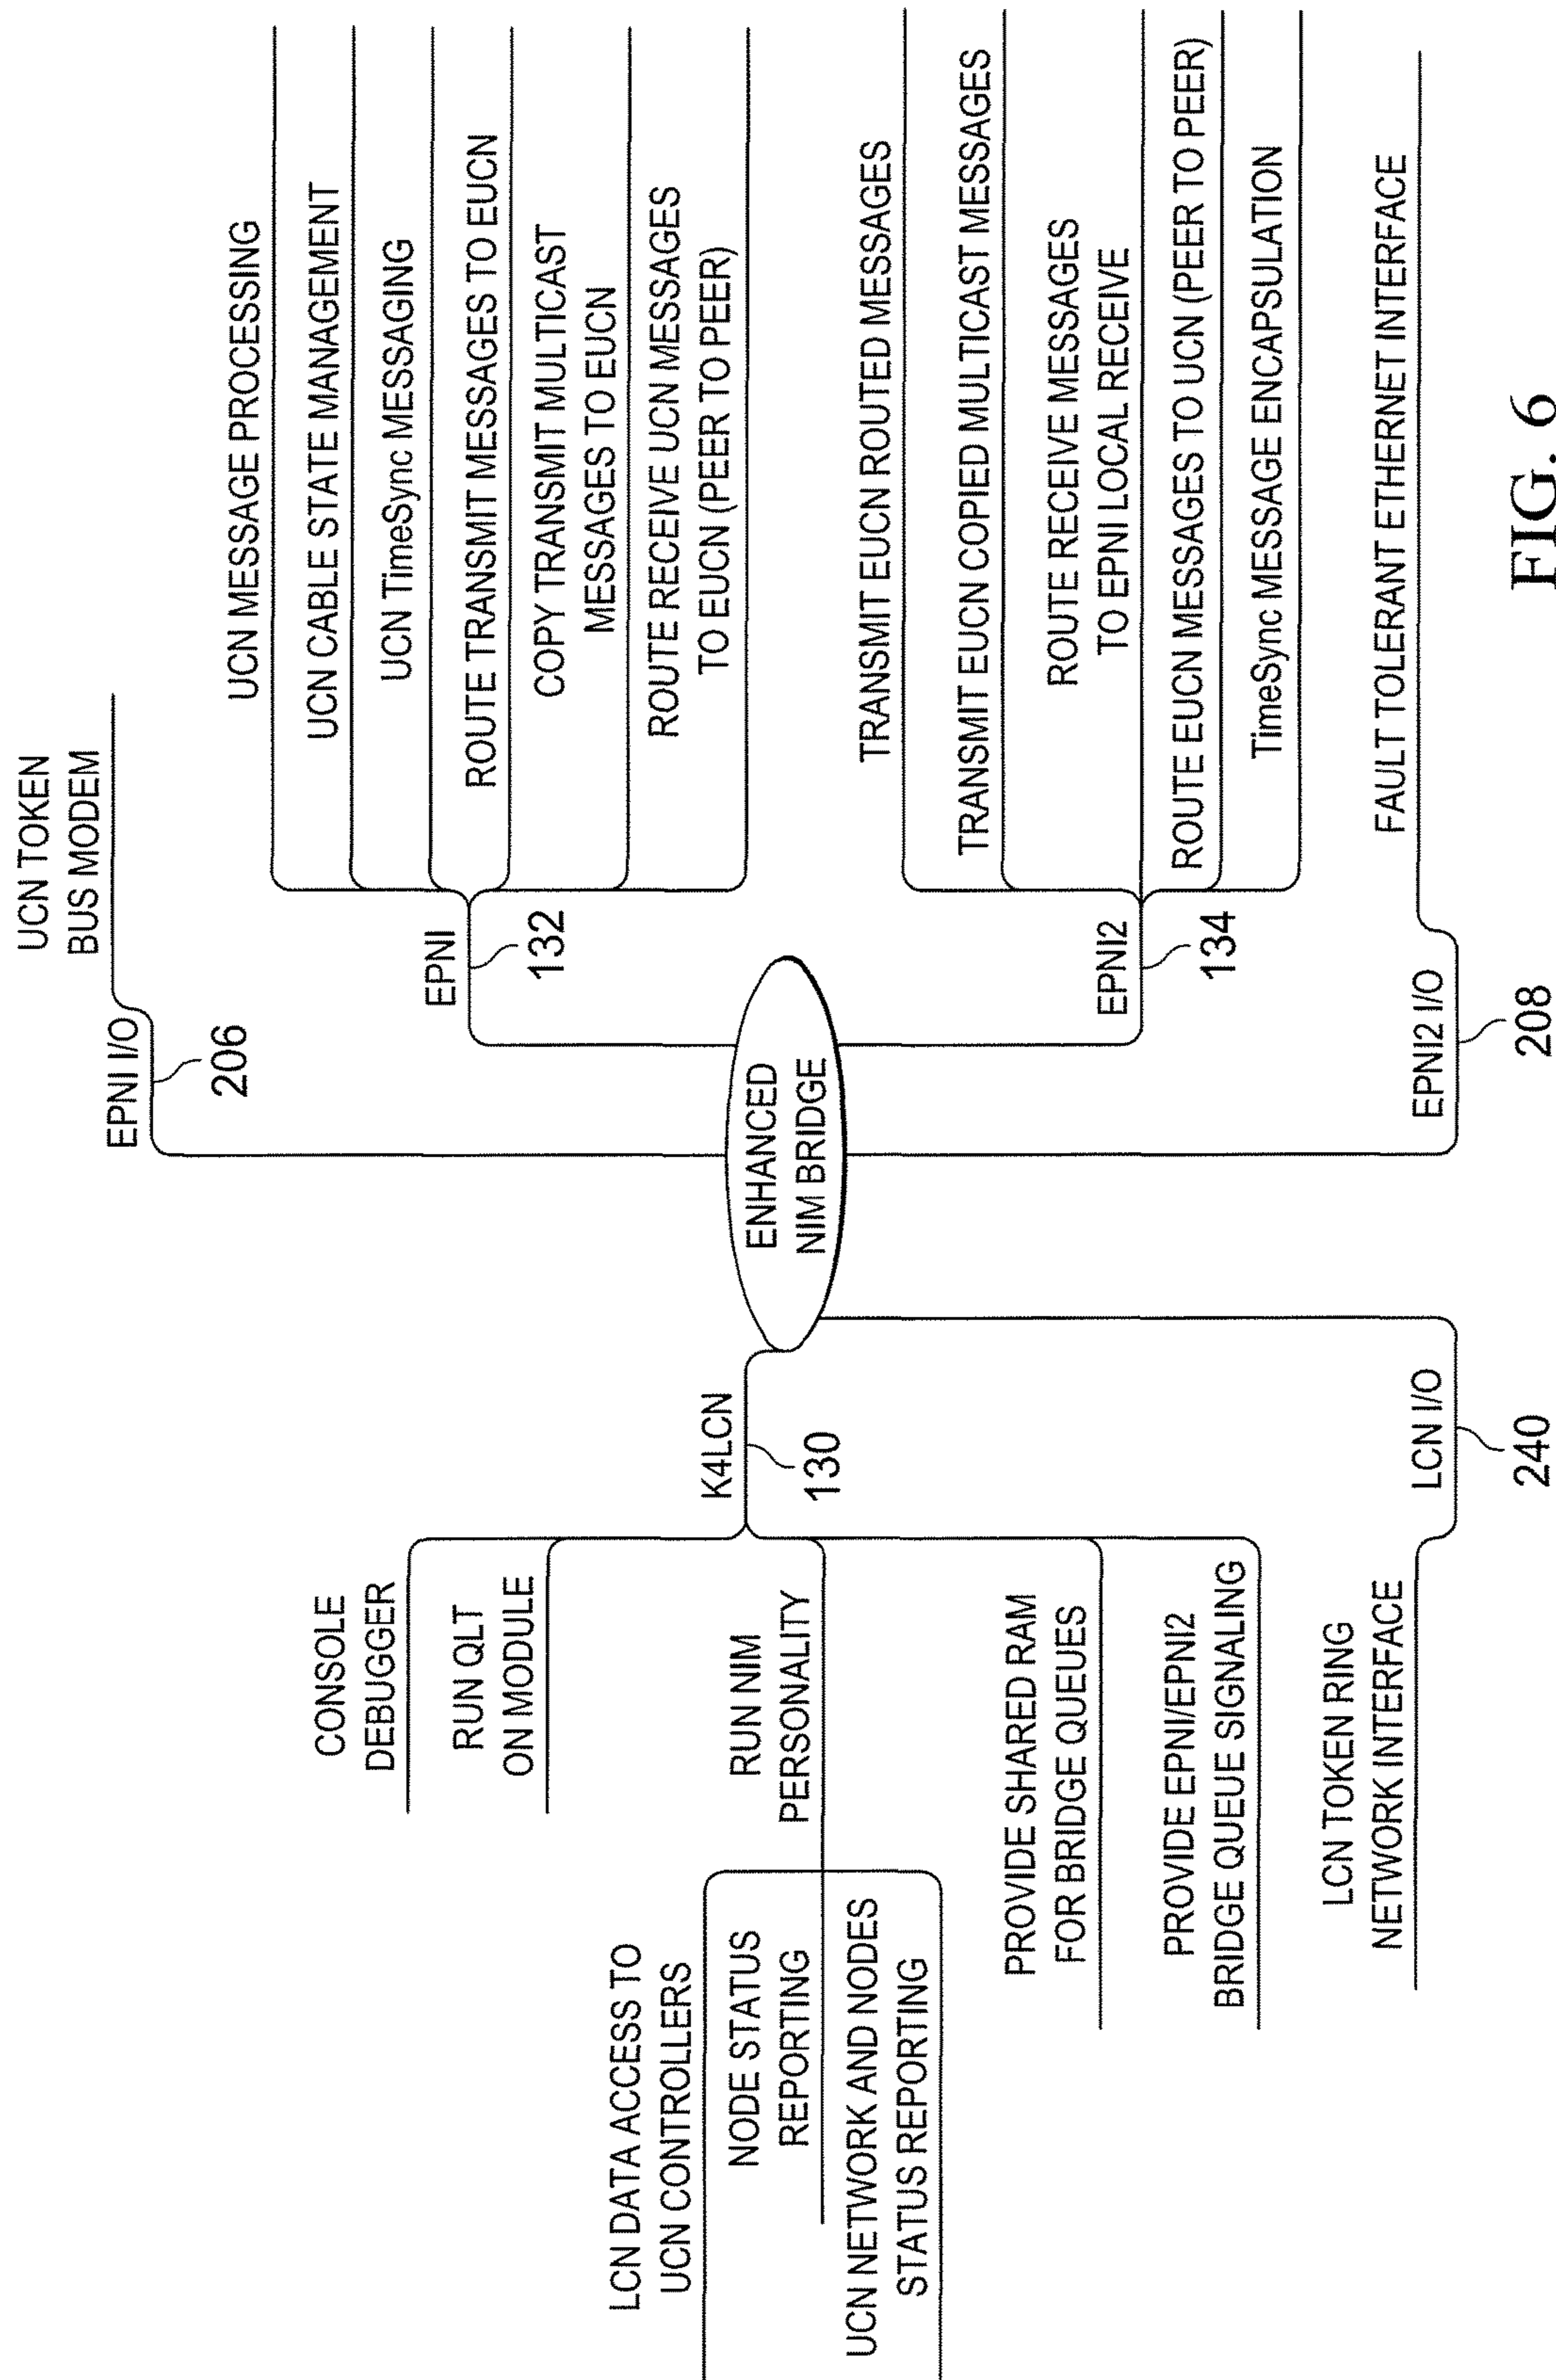 UCN TOKEN
BUS MODEM
EPNI I/O
206
UCN MESSAGE PROCESSING
UCN CABLE STATE MANAGEMENT
UCN TimeSync MESSAGING
ROUTE TRANSMIT MESSAGES TO EUCN
COPY TRANSMIT MULTICAST
MESSAGES TO EUCN
ROUTE RECEIVE UCN MESSAGES
TO EUCN (PEER TO PEER)
EPNI
132
CONSOLE
DEBUGGER
RUN QLT
ON MODULE
K4LCN
130
RUN NIM
PERSONALITY
LCN DATA ACCESS TO
UCN CONTROLLERS
NODE STATUS
REPORTING
UCN NETWORK AND NODES
STATUS REPORTING
PROVIDE SHARED RAM
FOR BRIDGE QUEUES
PROVIDE EPNI/EPNI2
BRIDGE QUEUE SIGNALING
ENHANCED
NIM BRIDGE
TRANSMIT EUCN ROUTED MESSAGES
TRANSMIT EUCN COPIED MULTICAST MESSAGES
ROUTE RECEIVE MESSAGES
TO EPNI LOCAL RECEIVE
ROUTE EUCN MESSAGES TO UCN (PEER TO PEER)
TimeSync MESSAGE ENCAPSULATION
EPNI2
134
LCN TOKEN RING
NETWORK INTERFACE
LCN I/O
240
FAULT TOLERANT ETHERNET INTERFACE
EPNI2 I/O
208
FIG. 6